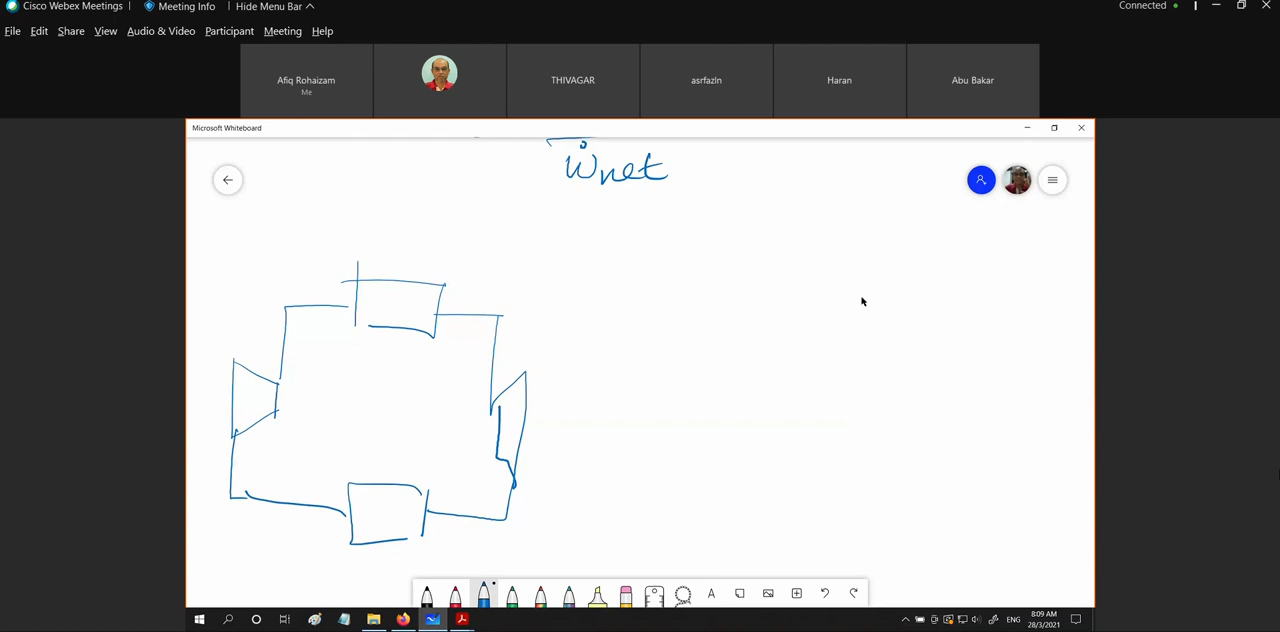 Cisco Webex Meetings | Meeting Info | Hide Menu Bar
Connected
File Edit Share View Audio & Video Participant Meeting Help
Afiq Rohaizam
Me
THIVAGAR
asrfazln
Haran
Abu Bakar
Microsoft Whiteboard
Ẇnet
A
ENG
8:09 AM
28/3/2021